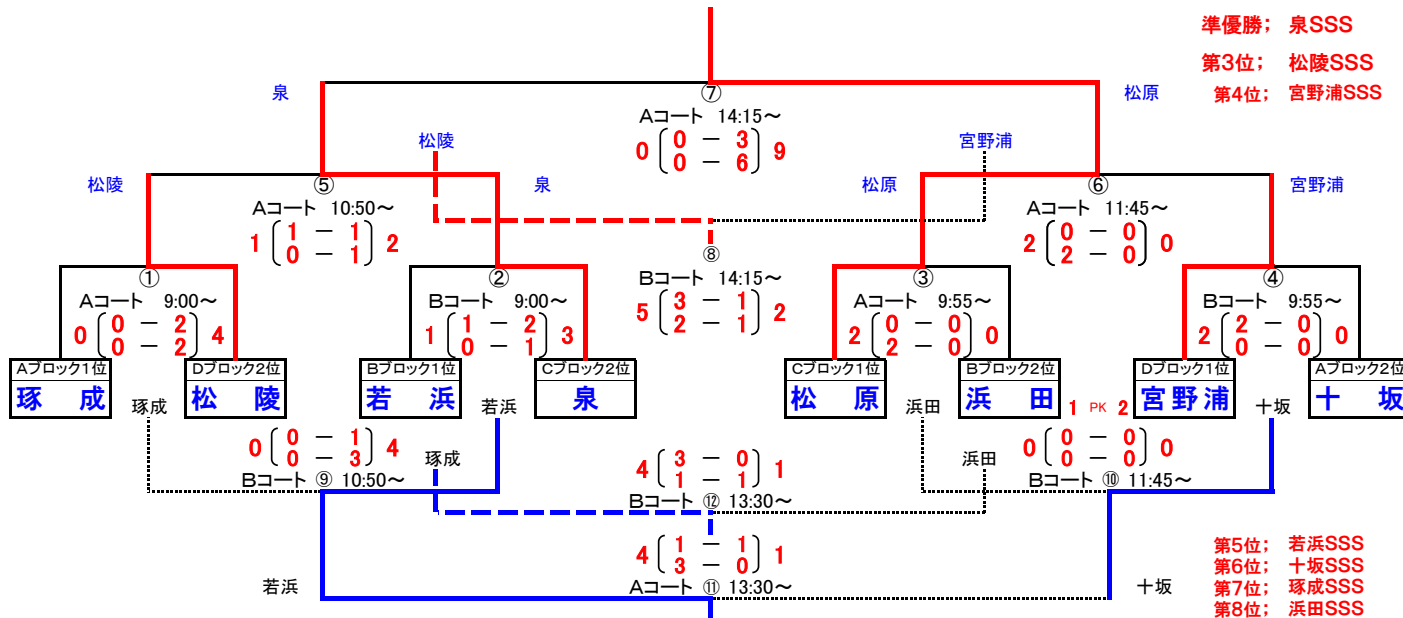 準優勝; 泉SSS
第3位; 松陵SSS
第4位; 宮野浦SSS
泉 ⑦ 松原
Aコート 14:15～
0 0 － 3 9
0 － 6
松陵 宮野浦
松陵 ⑤ 泉 松原 ⑥ 宮野浦
Aコート 10:50～
1 1 － 1 2
0 － 1
Aコート 11:45～
2 0 － 0 0
2 － 0
⑧
Bコート 14:15～
5 3 － 1 2
2 － 1
①
Aコート 9:00～
0 0 － 2 4
0 － 2
②
Bコート 9:00～
1 1 － 2 3
0 － 1
③
Aコート 9:55～
2 0 － 0 0
2 － 0
④
Bコート 9:55～
2 2 － 0 0
0 － 0
Aブロック1位 Dブロック2位 Bブロック1位 Cブロック2位 Cブロック1位 Bブロック2位 Dブロック1位 Aブロック2位
琢成 松陵 若浜 泉 松原 浜田 宮野浦 十坂
琢成 若浜 浜田 1 PK 2 十坂
0 0 － 1 4
0 － 3
Bコート ⑨ 10:50～
0 0 － 0 0
0 － 0
Bコート ⑩ 11:45～
琢成 浜田
4 3 － 0 1
1 － 1
Bコート ⑫ 13:30～
4 1 － 1 1
3 － 0
若浜 Aコート ⑪ 13:30～ 十坂
第5位; 若浜SSS
第6位; 十坂SSS
第7位; 琢成SSS
第8位; 浜田SSS